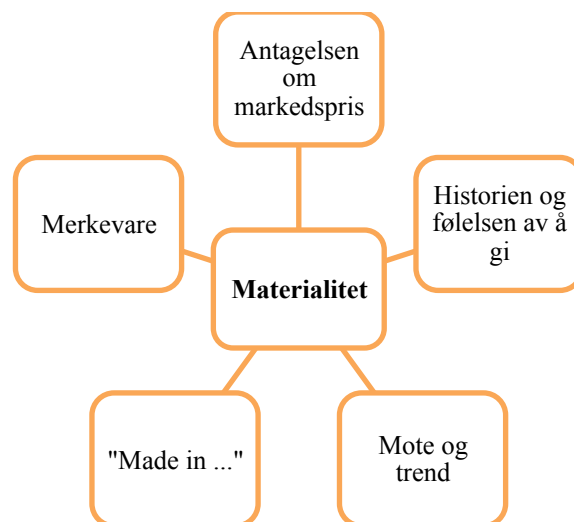 Antagelsen
om
markedspris
Merkevare
Historien og
følelsen av å
gi
Materialitet
"Made in ..."
Mote og
trend